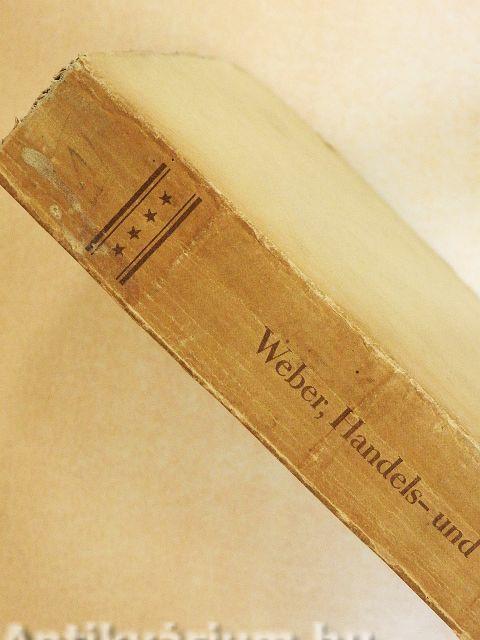 Weber, Handels- und
Antikvárium.hu